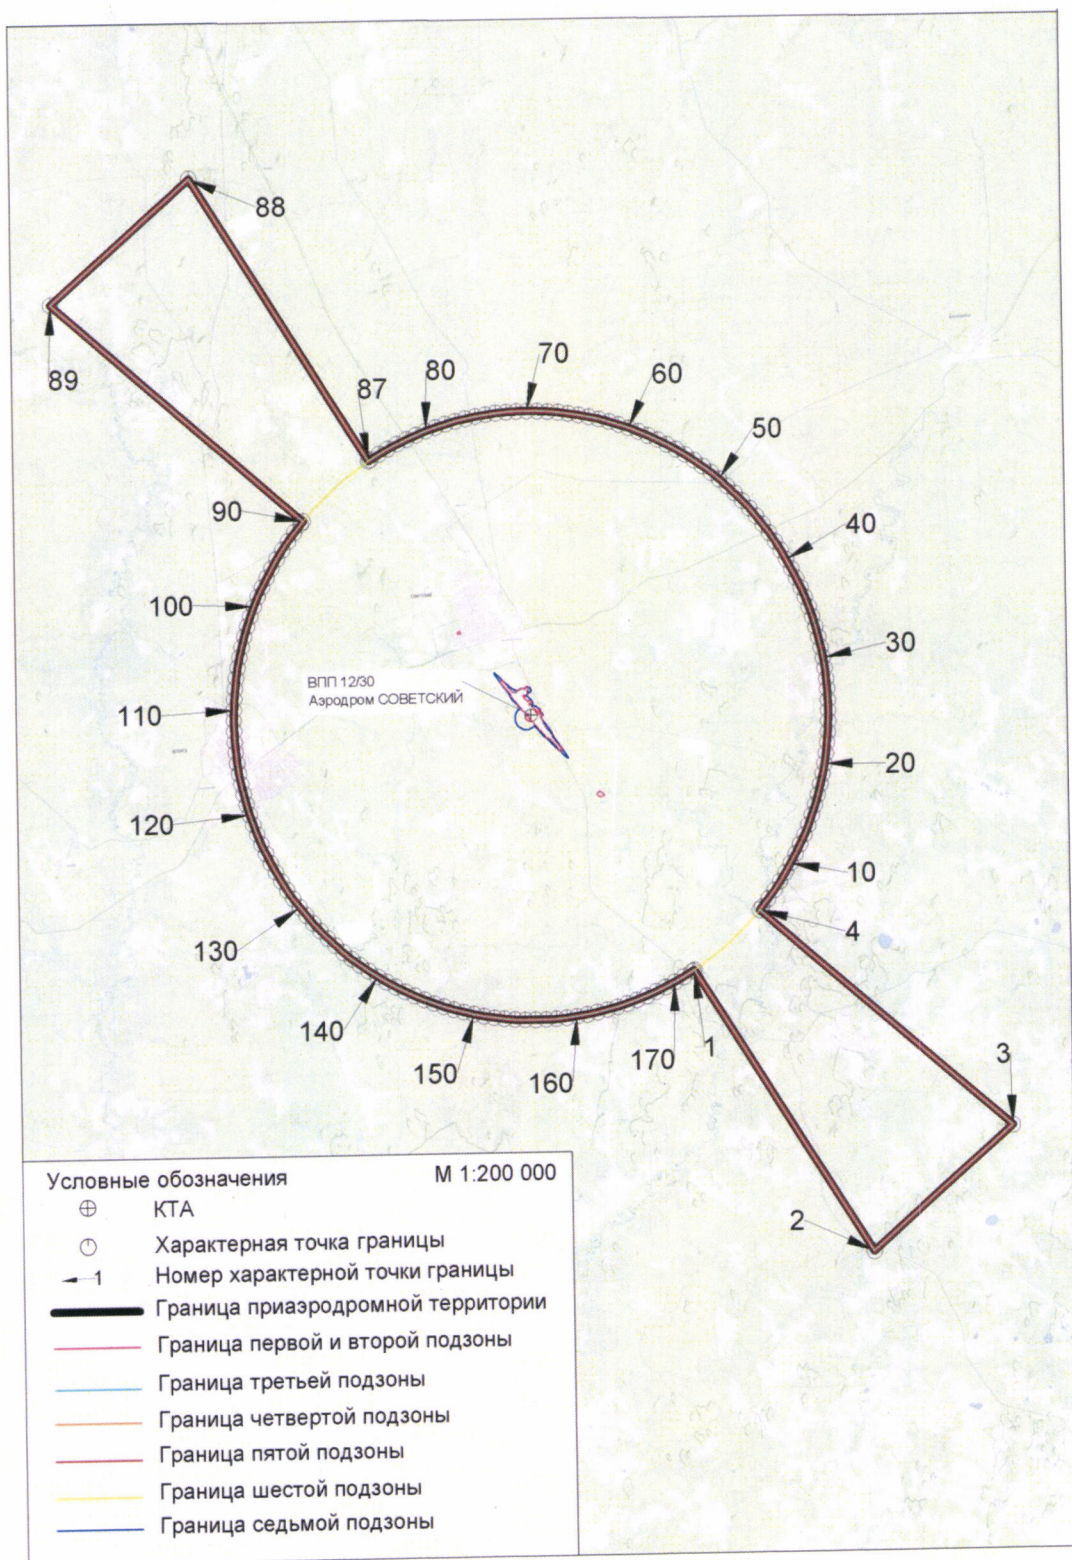 88
89
87
80
70
60
50
40
90
100
30
ВПП 12/30
Аэродром СОВЕТСКИЙ
110
20
120
10
4
130
140
150
160
170
1
3
2
Условные обозначения М 1:200 000
КТА
Характерная точка границы
1 Номер характерной точки границы
Граница приаэродромной территории
Граница первой и второй подзоны
Граница третьей подзоны
Граница четвертой подзоны
Граница пятой подзоны
Граница шестой подзоны
Граница седьмой подзоны